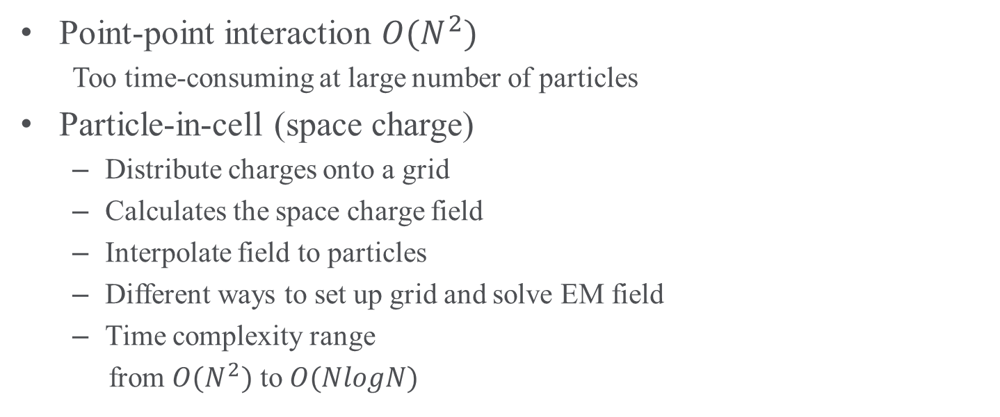 • Point-point interaction O(N²)
Too time-consuming at large number of particles
• Particle-in-cell (space charge)
– Distribute charges onto a grid
– Calculates the space charge field
– Interpolate field to particles
– Different ways to set up grid and solve EM field
– Time complexity range
from O(N²) to O(NlogN)